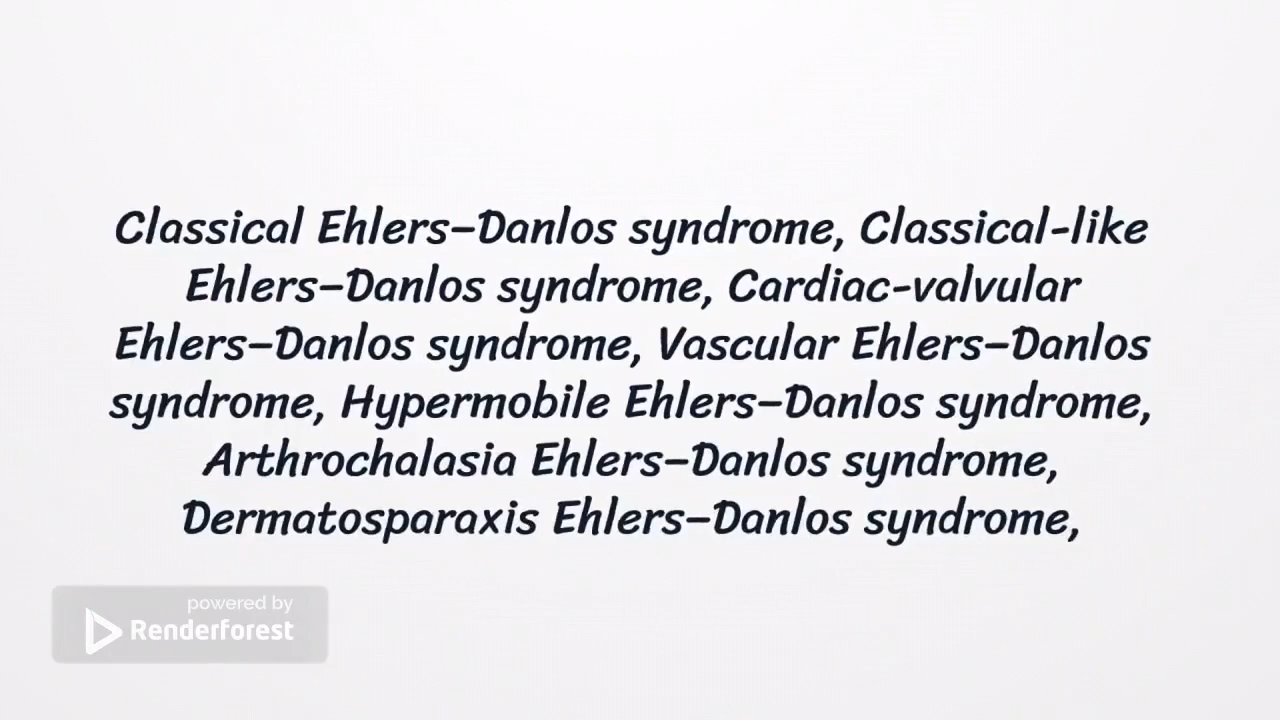 Classical Ehlers–Danlos syndrome, Classical-like
Ehlers–Danlos syndrome, Cardiac-valvular
Ehlers–Danlos syndrome, Vascular Ehlers–Danlos
syndrome, Hypermobile Ehlers–Danlos syndrome,
Arthrochalasia Ehlers–Danlos syndrome,
Dermatosparaxis Ehlers–Danlos syndrome,
powered by
Renderforest